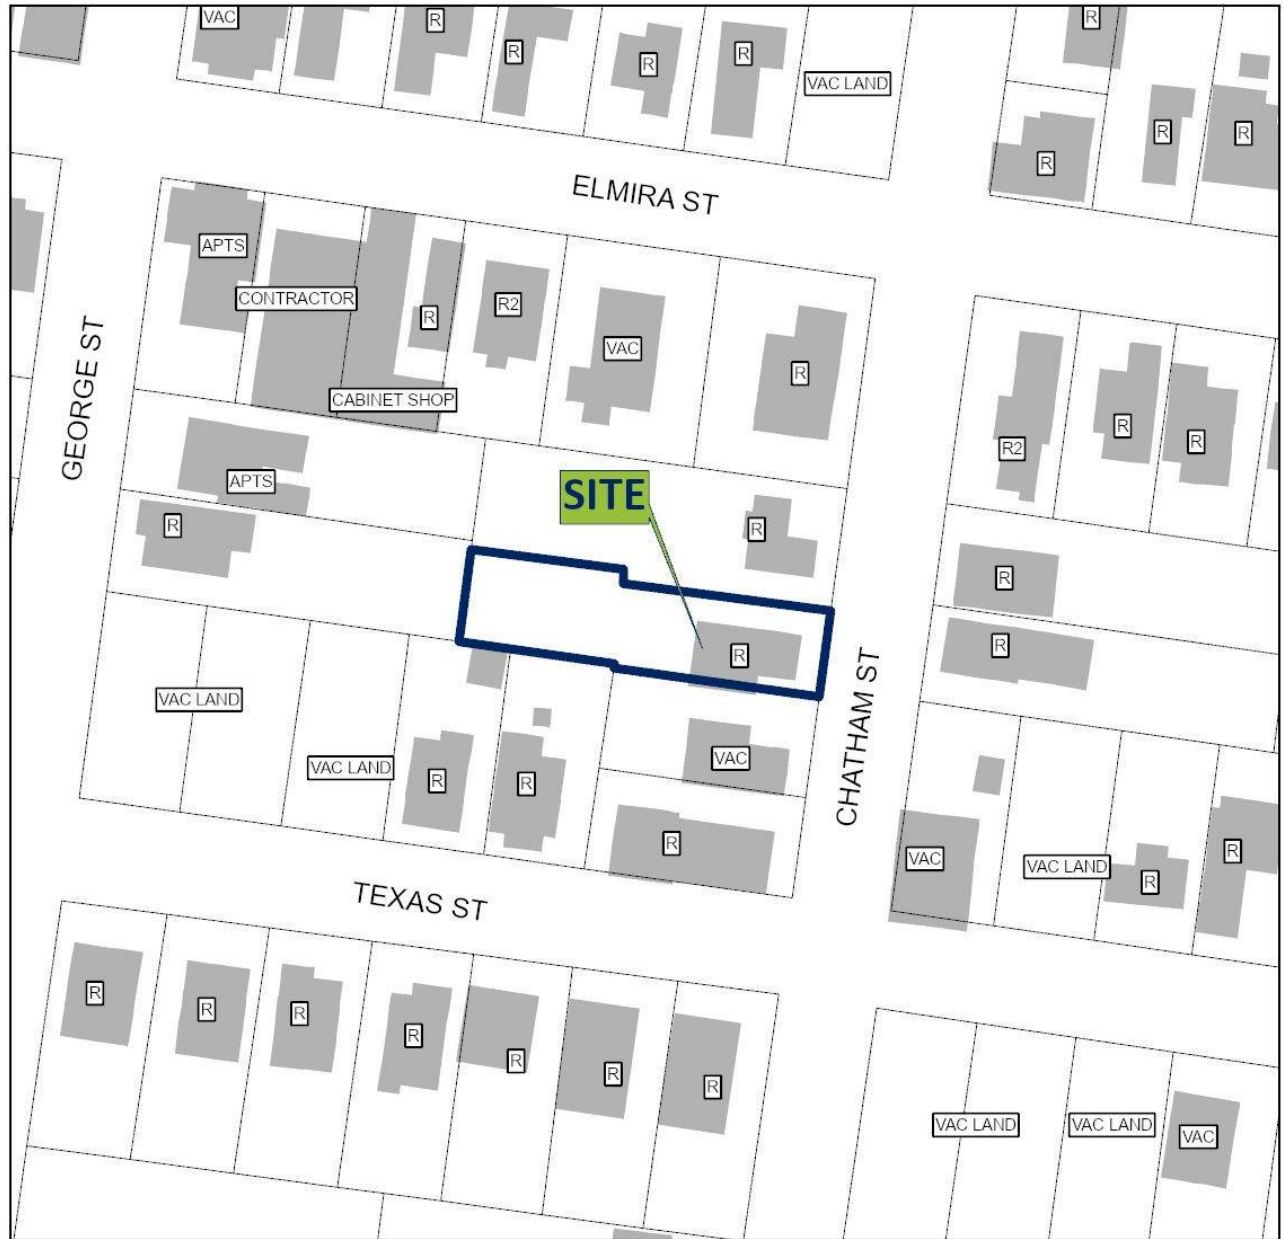 VAC
R
R
R
R
R
VAC LAND
R
R
R
ELMIRA ST
APTS
CONTRACTOR
R
R2
VAC
R
CABINET SHOP
GEORGE ST
R2
R
R
APTS
SITE
R
R
R
R
R
CHATHAM ST
VAC LAND
VAC LAND
R
R
VAC
R
VAC
VAC LAND
R
R
TEXAS ST
R
R
R
R
R
R
R
VAC LAND
VAC LAND
VAC